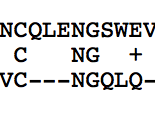 NCQLENGSWEV
 C   NG  +
VC---NGQLQ-